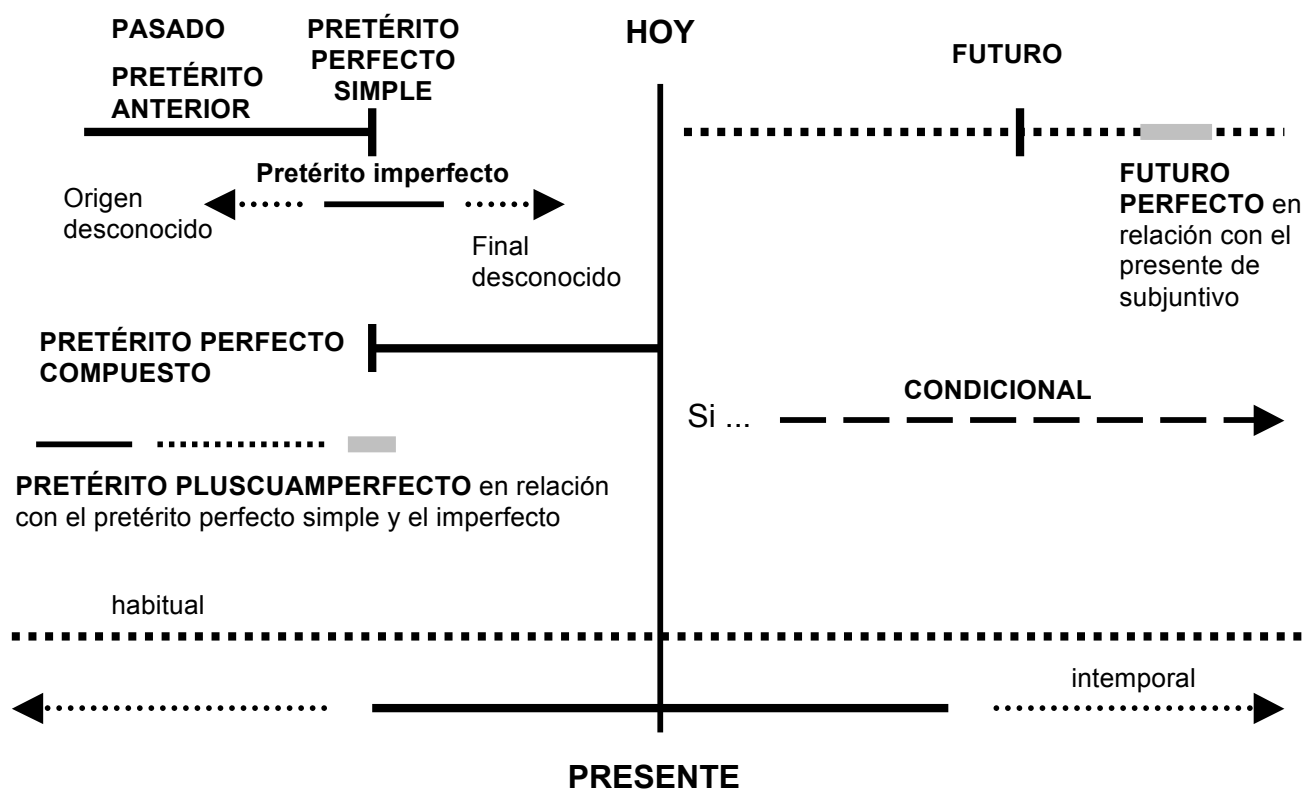 PASADO
PRETÉRITO
ANTERIOR
PRETÉRITO
PERFECTO
SIMPLE
HOY
FUTURO
Pretérito imperfecto
Origen
desconocido
Final
desconocido
FUTURO
PERFECTO en
relación con el
presente de
subjuntivo
PRETÉRITO PERFECTO
COMPUESTO
Si ...
CONDICIONAL
PRETÉRITO PLUSCUAMPERFECTO en relación
con el pretérito perfecto simple y el imperfecto
habitual
intemporal
PRESENTE